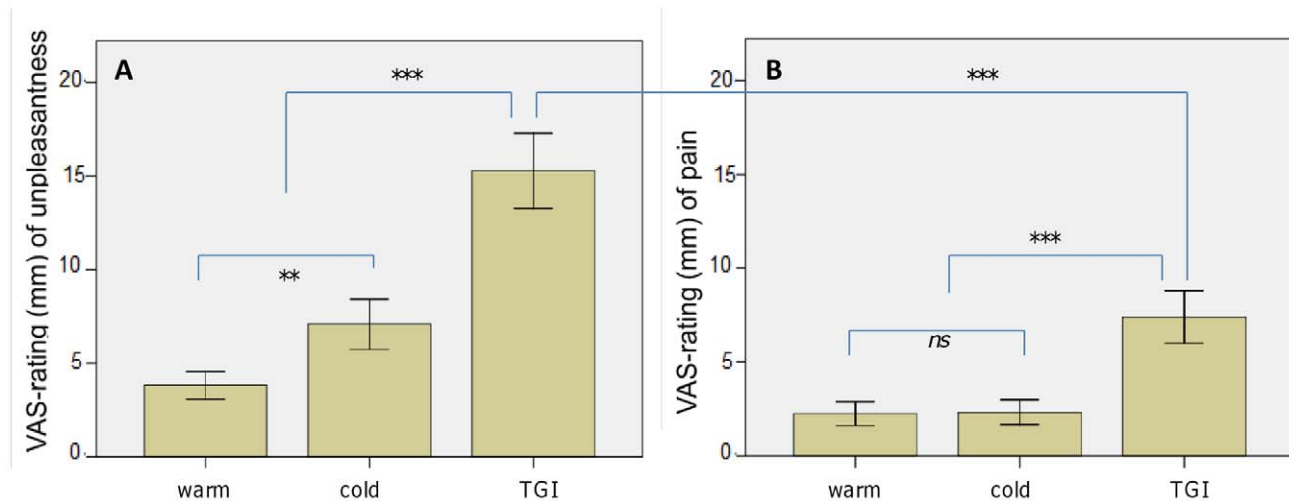 VAS-rating (mm) of unpleasantness
A
20
15
10
5
0
***
**
warm cold TGI
VAS-rating (mm) of pain
B
20
15
10
5
0
***
***
ns
warm cold TGI